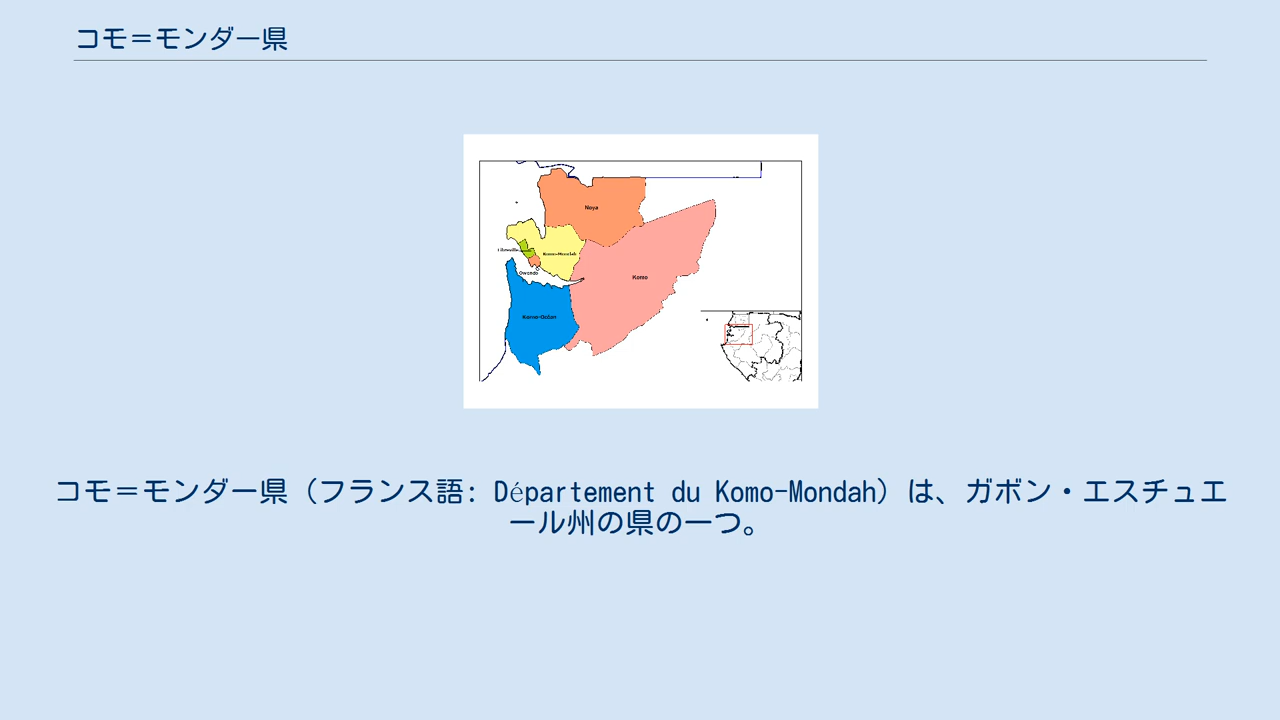 コモ＝モンダー県
Noya
Libreville
Komo-Mondah
Owendo
Komo
Komo-Océan
コモ＝モンダー県（フランス語: Département du Komo-Mondah）は、ガボン・エスチュエ
ール州の県の一つ。